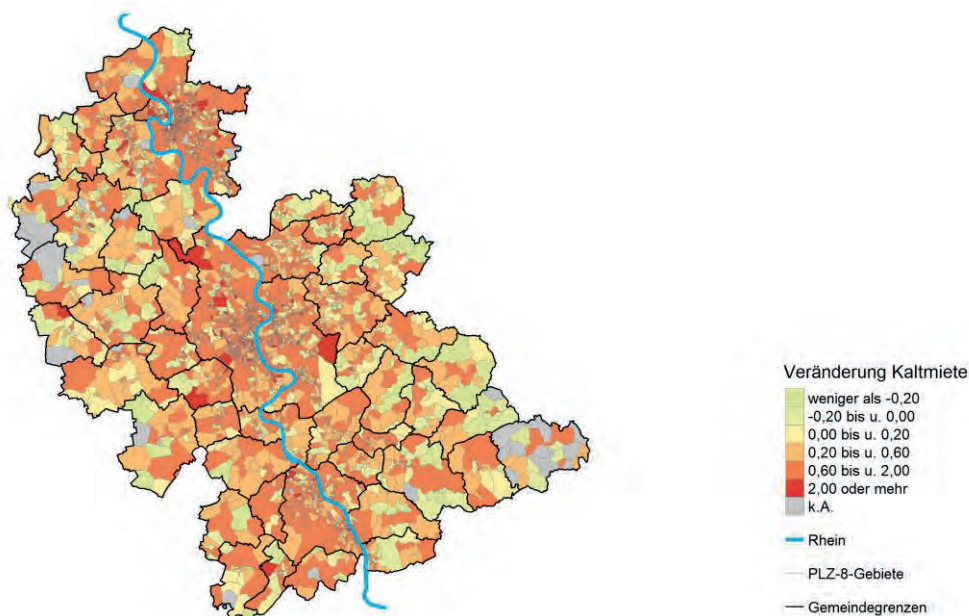 Veränderung Kaltmiete
weniger als -0,20
-0,20 bis u. 0,00
0,00 bis u. 0,20
0,20 bis u. 0,60
0,60 bis u. 2,00
2,00 oder mehr
k.A.
Rhein
PLZ-8-Gebiete
Gemeindegrenzen